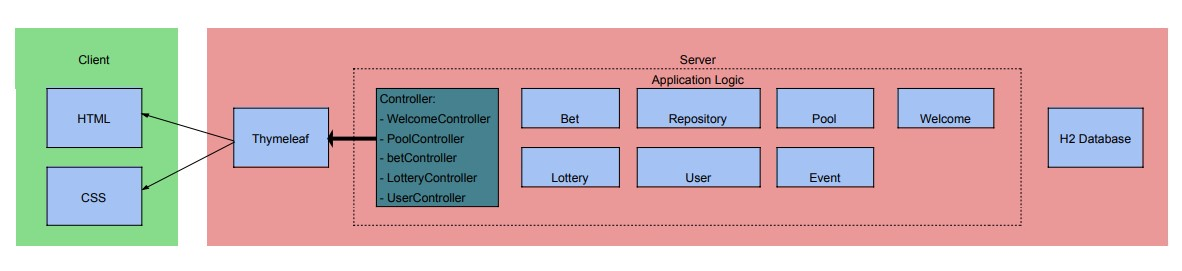 Client
Server
Application Logic
HTML
CSS
Thymeleaf
Controller:
- WelcomeController
- PoolController
- betController
- LotteryController
- UserController
Bet
Repository
Pool
Welcome
Lottery
User
Event
H2 Database